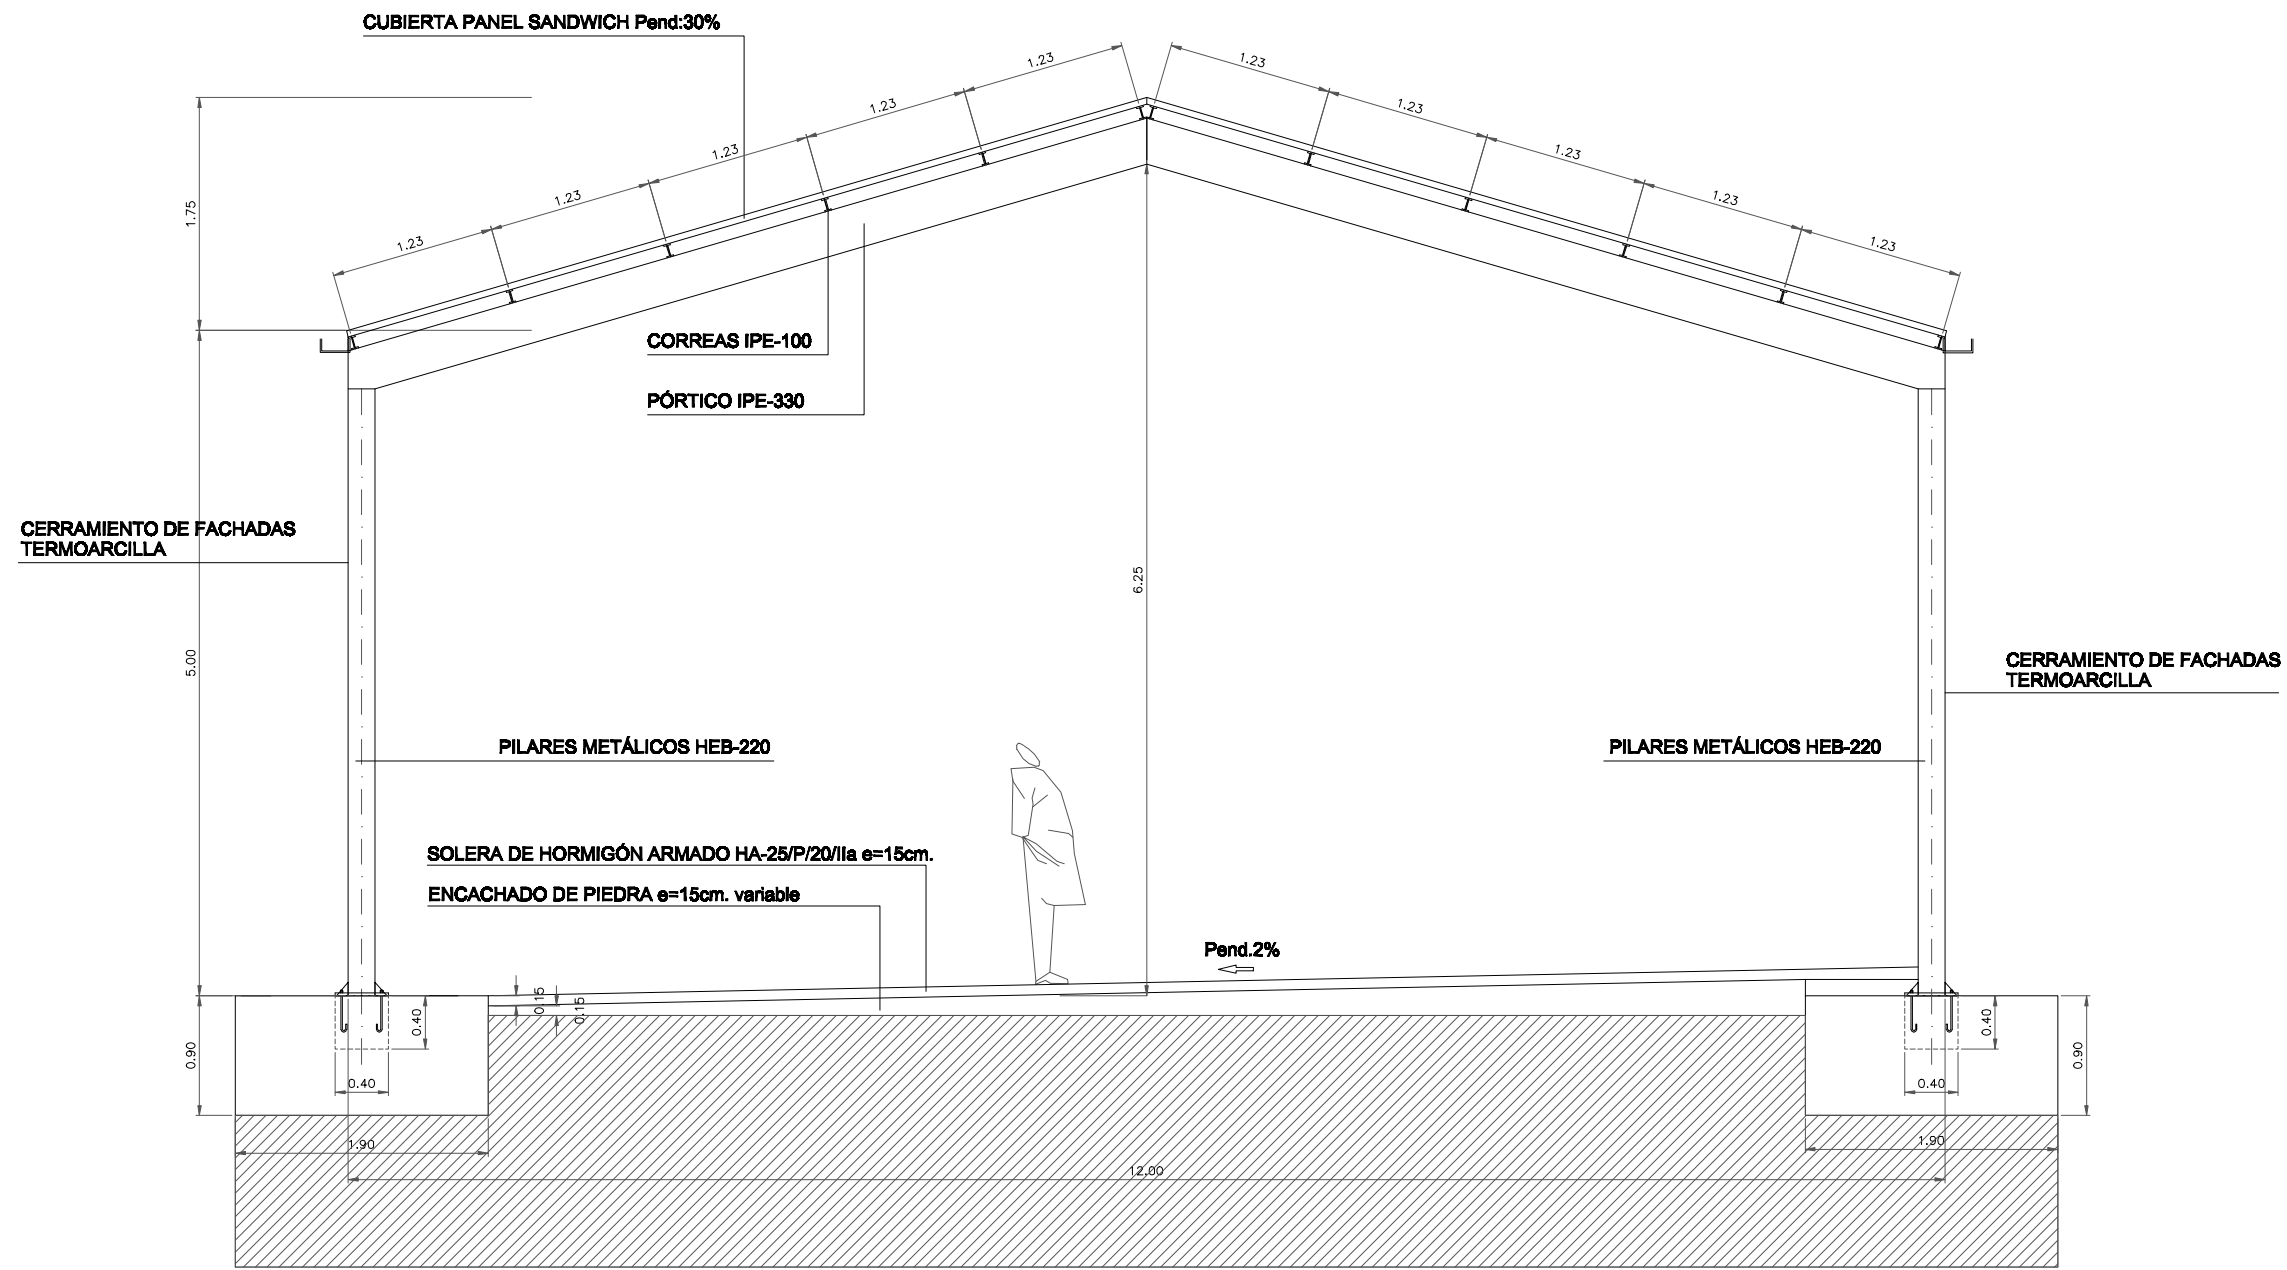 CUBIERTA PANEL SANDWICH Pend:30%
1.23
1.23
1.23
1.23
1.23
1.23
1.23
1.23
1.23
1.23
1.75
CORREAS IPE-100
PÓRTICO IPE-330
CERRAMIENTO DE FACHADAS
TERMOARCILLA
6.25
5.00
CERRAMIENTO DE FACHADAS
TERMOARCILLA
PILARES METÁLICOS HEB-220
PILARES METÁLICOS HEB-220
SOLERA DE HORMIGÓN ARMADO HA-25/P/20/IIa e=15cm.
ENCACHADO DE PIEDRA e=15cm. variable
Pend.2%
0.15
0.15
0.40
0.40
0.90
0.90
0.40
0.40
1.90
1.90
12.00